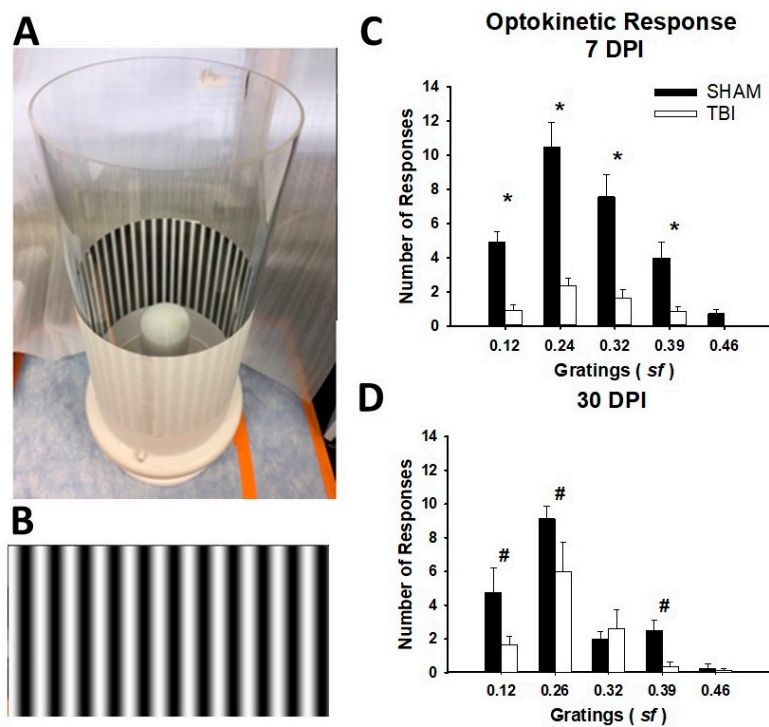 A
B
C
Optokinetic Response
7 DPI
14
12
10
8
6
4
2
0
Number of Responses
SHAM
TBI
*
*
*
*
0.12 0.24 0.32 0.39 0.46
Gratings ( sf )
D
30 DPI
14
12
10
8
6
4
2
0
Number of Responses
#
#
#
0.12 0.26 0.32 0.39 0.46
Gratings ( sf )